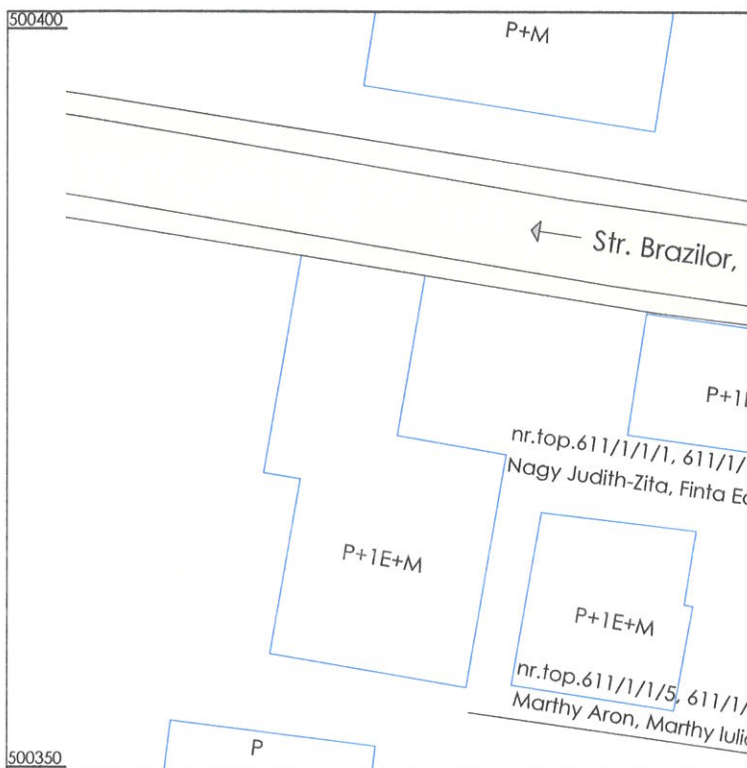 500400
P+M
Str. Brazilor,
P+1E
nr.top.611/1/1/1, 611/1/
Nagy Judith-Zita, Finta
P+1E+M
P+1E+M
nr.top.611/1/1/5, 611/1/
Marthy Aron, Marthy
P
500350